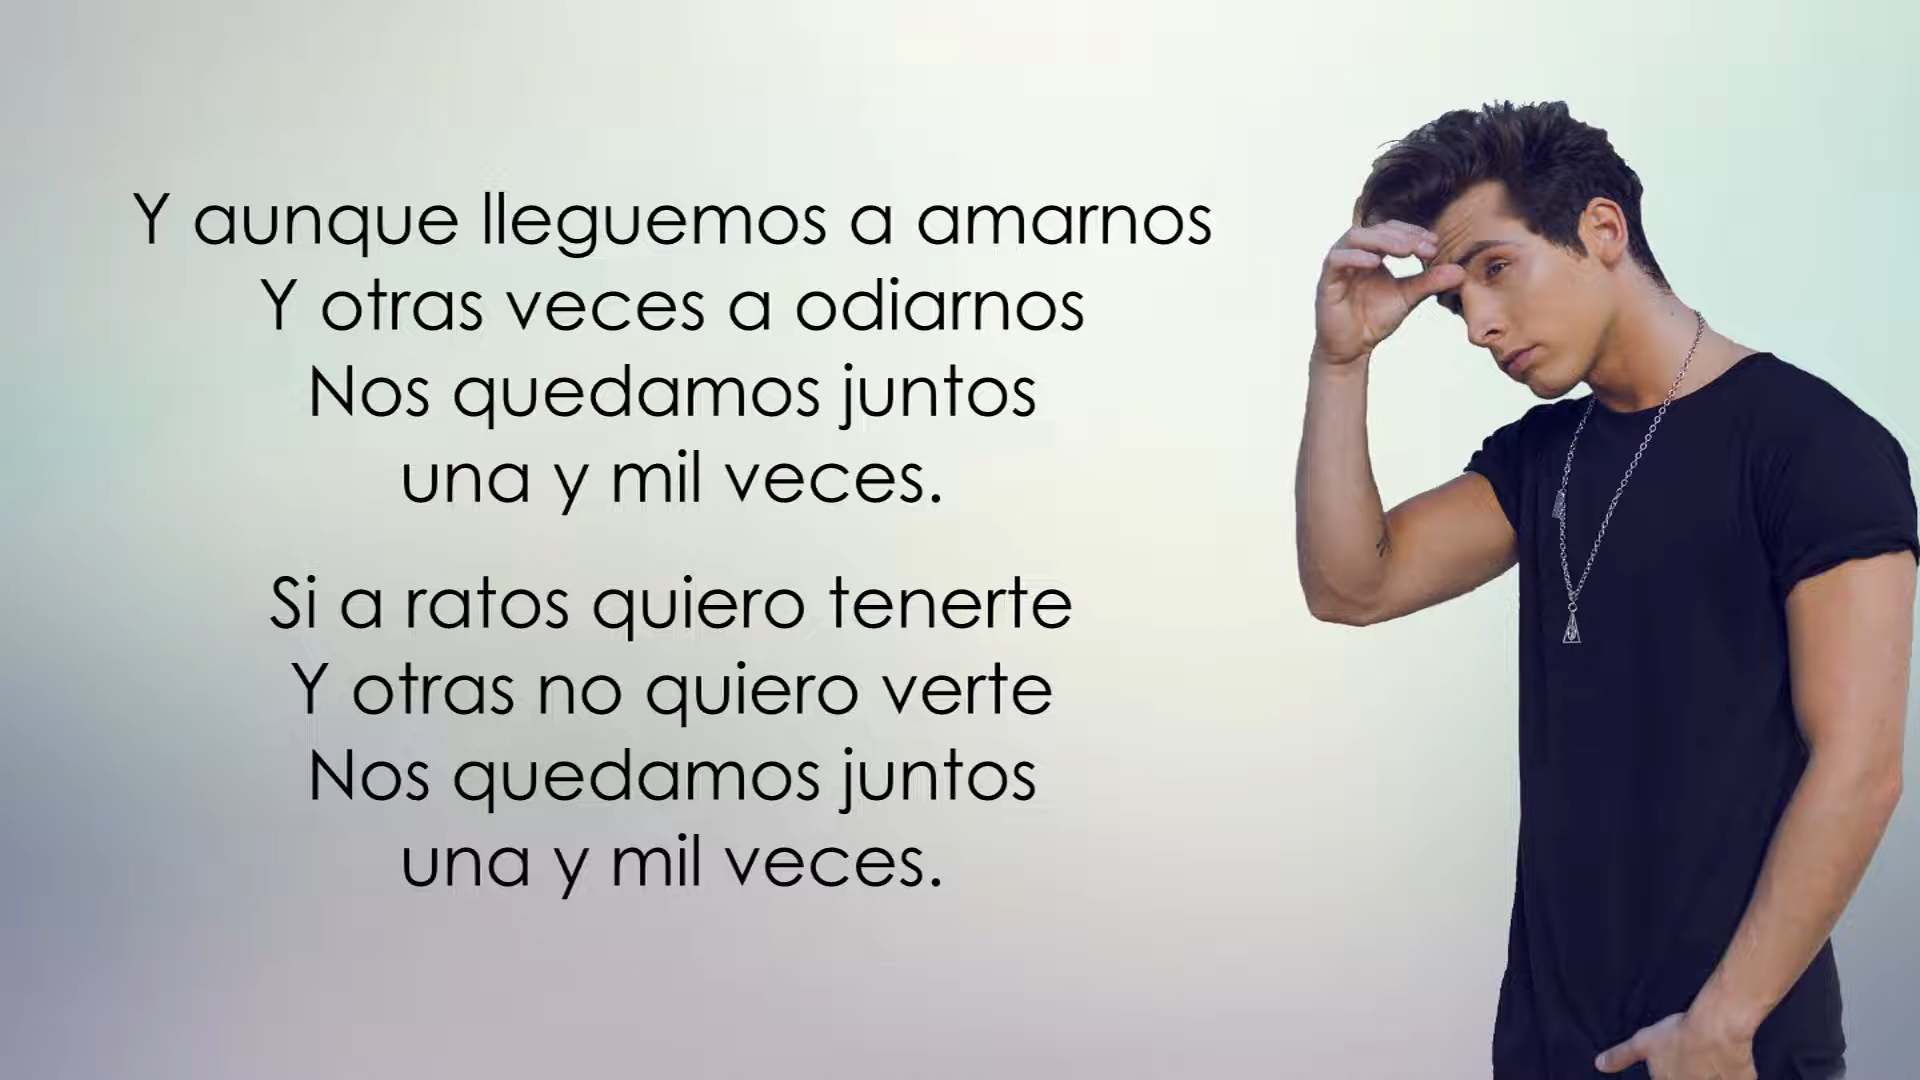 Y aunque lleguemos a amarnos
Y otras veces a odiarnos
Nos quedamos juntos
una y mil veces.
Si a ratos quiero tenerte
Y otras no quiero verte
Nos quedamos juntos
una y mil veces.